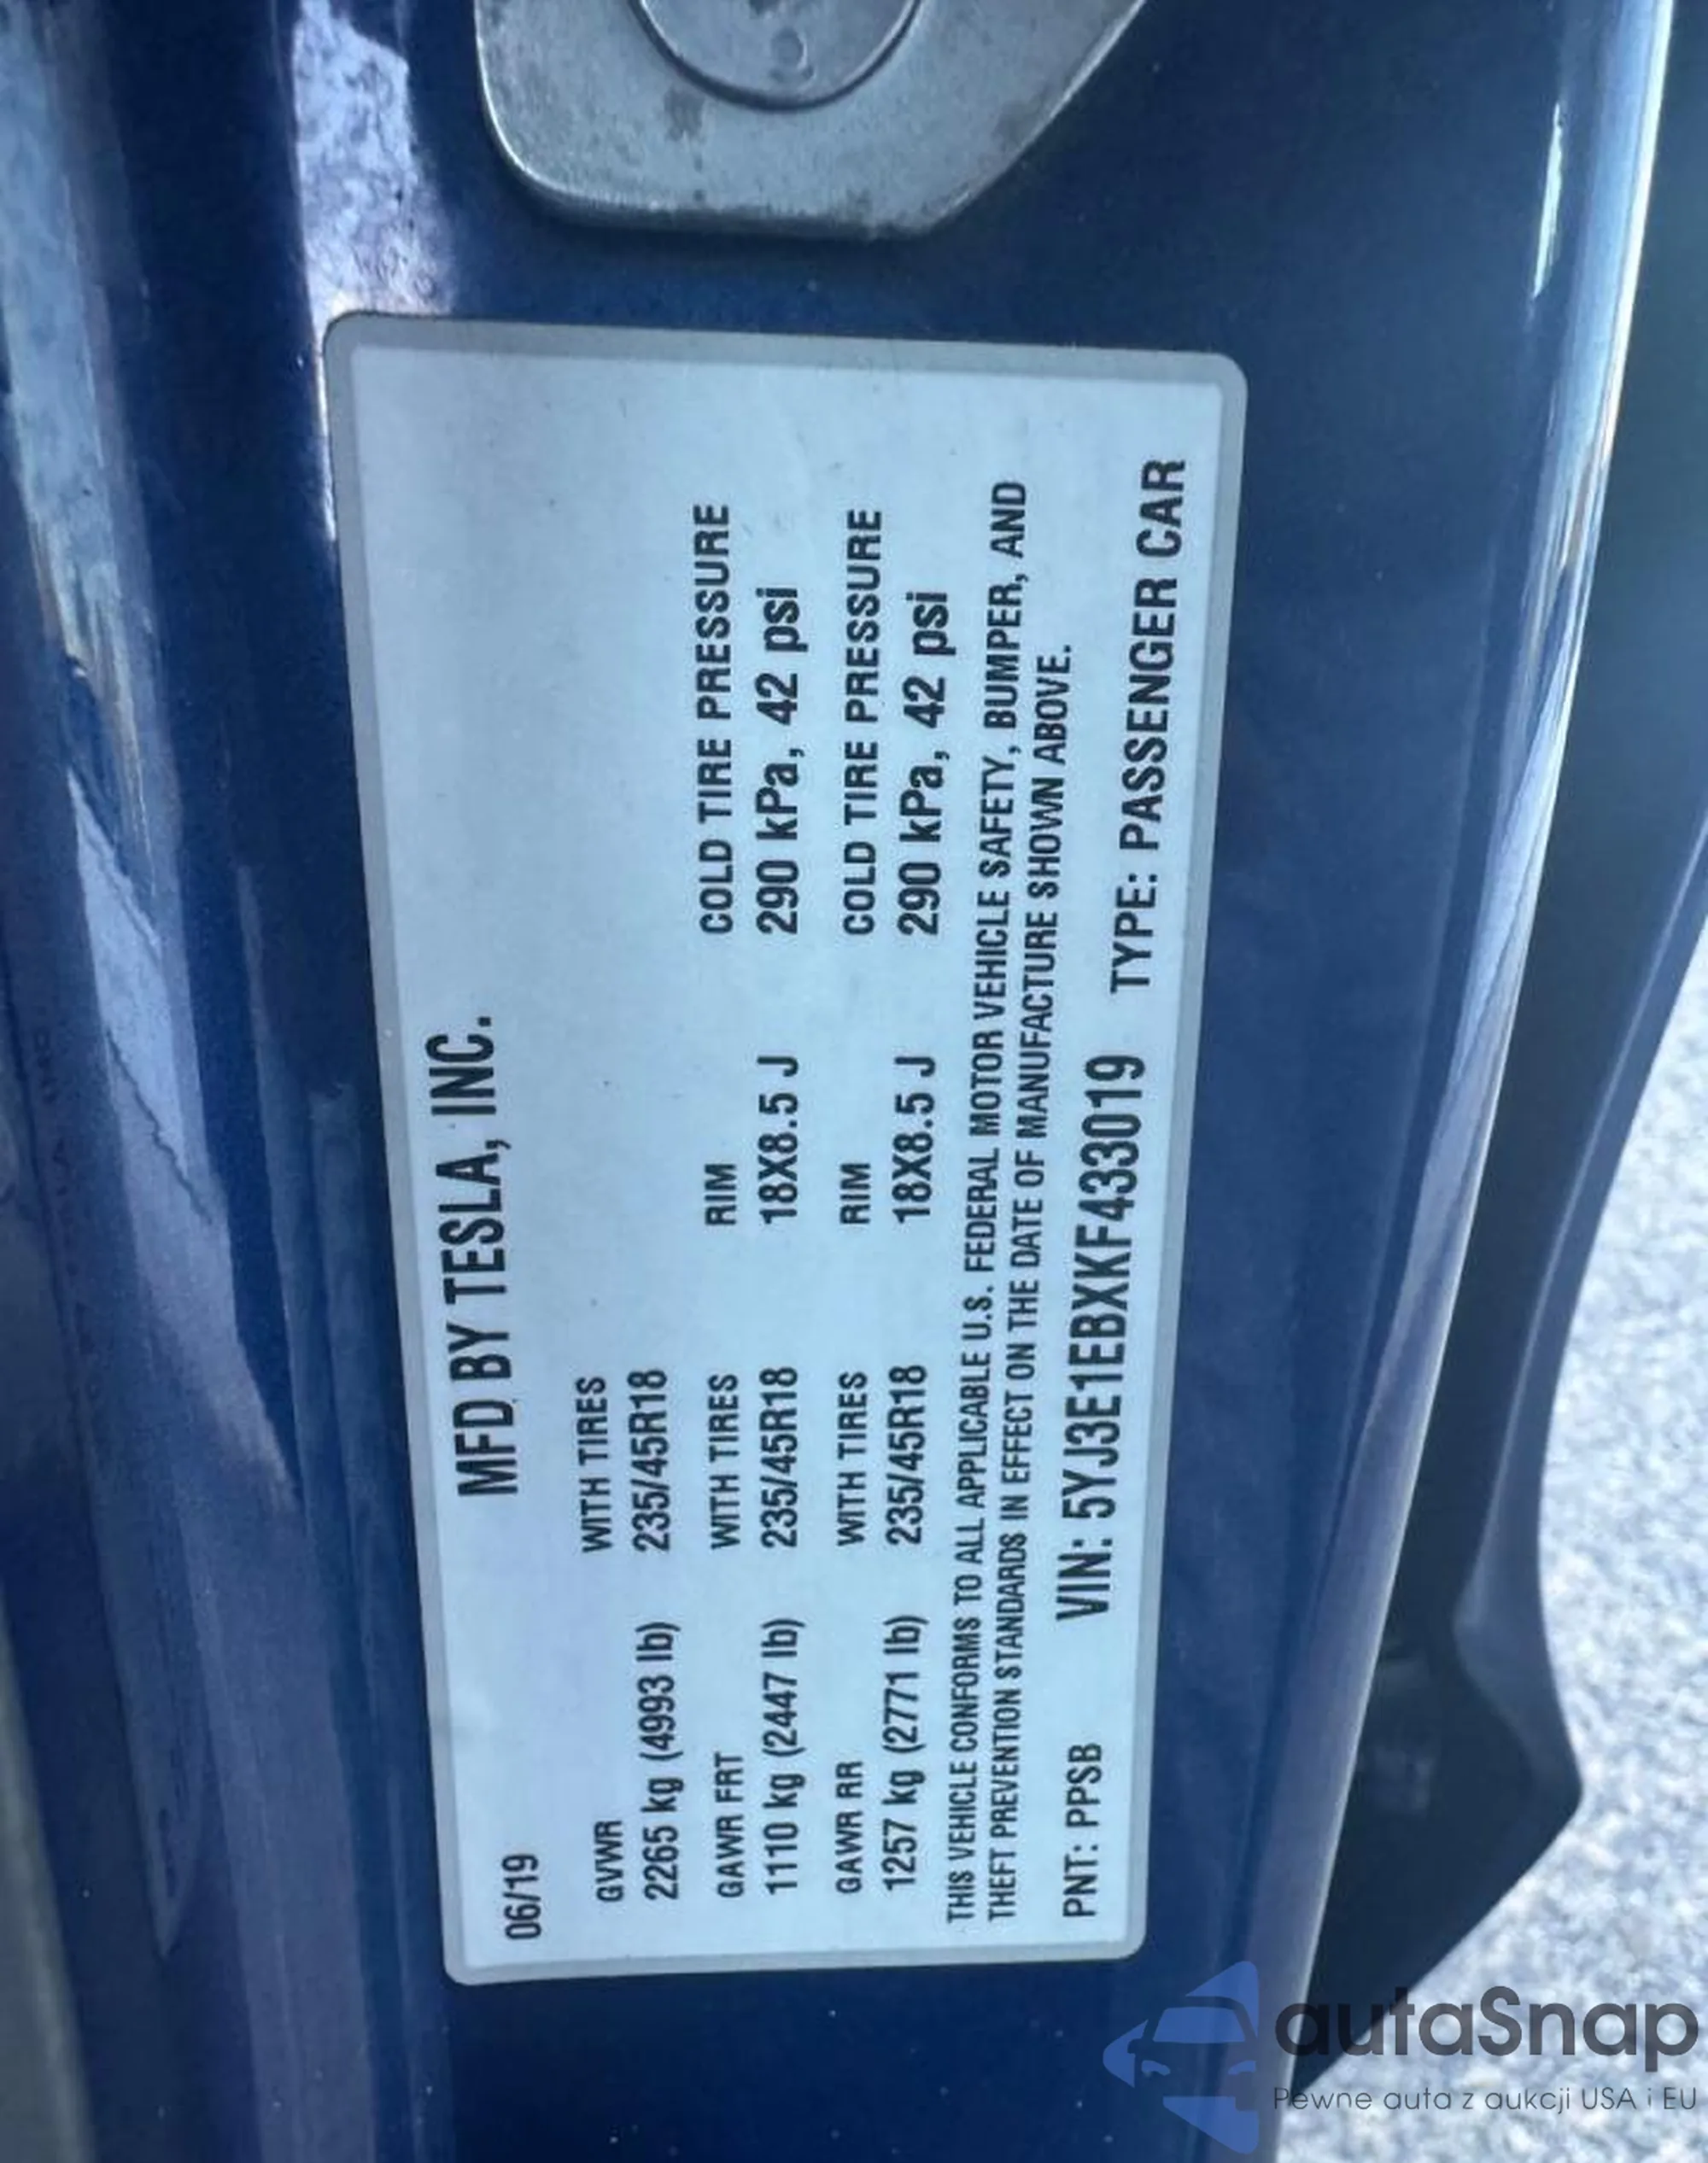 MFD BY TESLA, INC.
06/19
GVWR WITH TIRES
2265 kg (4993 lb) 235/45R18
GAWR FRT WITH TIRES RIM COLD TIRE PRESSURE
1110 kg (2447 lb) 235/45R18 18X8.5 J 290 kPa, 42 psi
GAWR RR WITH TIRES RIM COLD TIRE PRESSURE
1257 kg (2771 lb) 235/45R18 18X8.5 J 290 kPa, 42 psi
THIS VEHICLE CONFORMS TO ALL APPLICABLE U.S. FEDERAL MOTOR VEHICLE SAFETY, BUMPER, AND
THEFT PREVENTION STANDARDS IN EFFECT ON THE DATE OF MANUFACTURE SHOWN ABOVE.
PNT: PPSB VIN: 5YJ3E1EBXKF433019 TYPE: PASSENGER CAR
autaSnap
Pewne auta z aukcji USA i EU